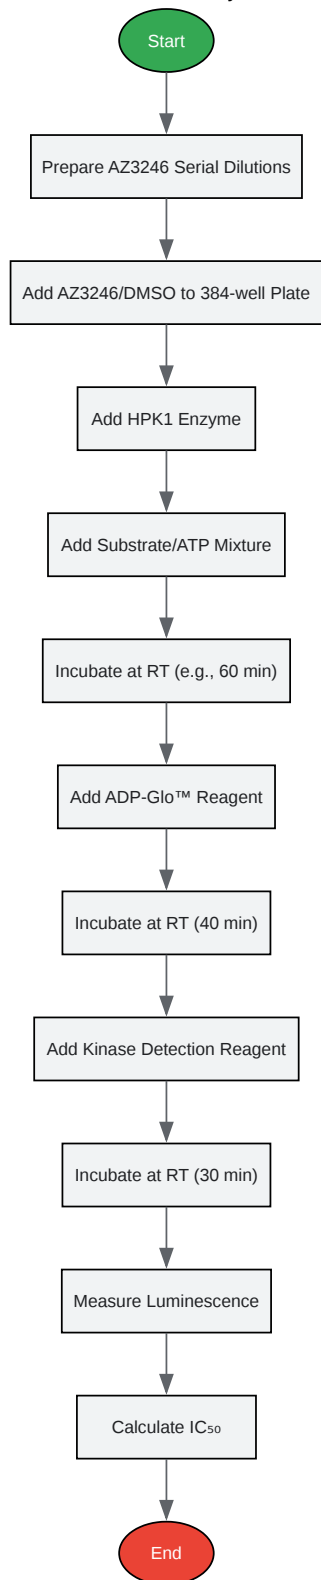 Start
Prepare AZ3246 Serial Dilutions
Add AZ3246/DMSO to 384-well Plate
Add HPK1 Enzyme
Add Substrate/ATP Mixture
Incubate at RT (e.g., 60 min)
Add ADP-Glo™ Reagent
Incubate at RT (40 min)
Add Kinase Detection Reagent
Incubate at RT (30 min)
Measure Luminescence
Calculate IC₅₀
End